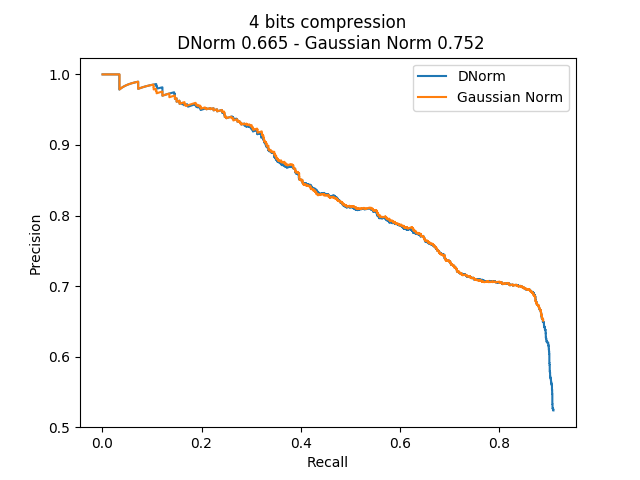 4 bits compression
DNorm 0.665 - Gaussian Norm 0.752
DNorm
Gaussian Norm
Precision
1.0
0.9
0.8
0.7
0.6
0.5
0.0 0.2 0.4 0.6 0.8
Recall